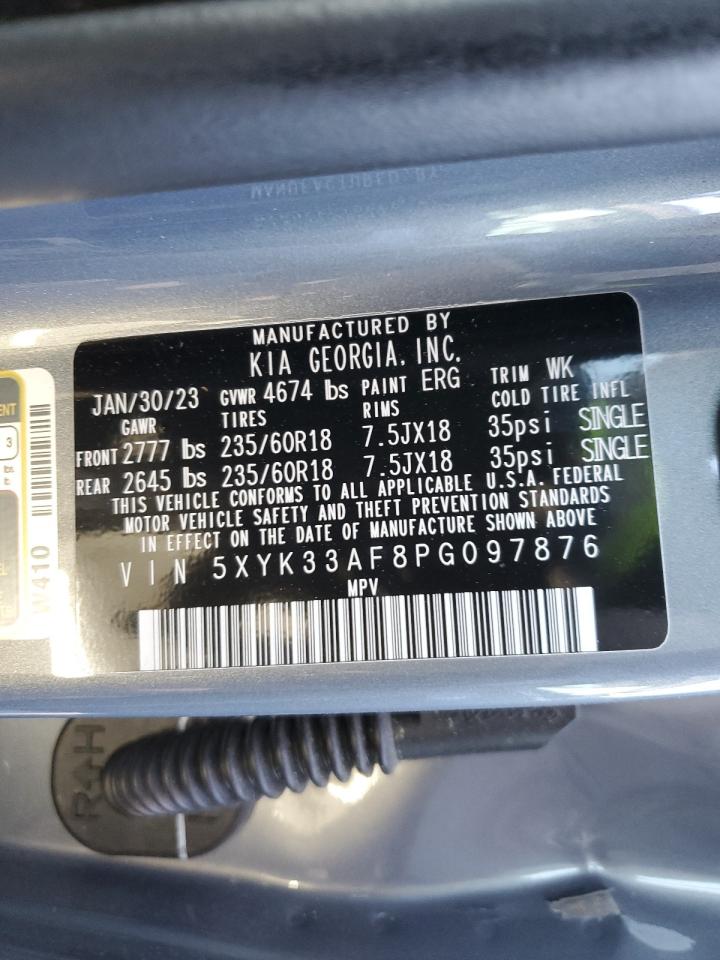 MANUFACTURED BY
KIA GEORGIA, INC.
JAN/30/23 GVWR 4674 lbs PAINT ERG TRIM WK
GAWR TIRES RIMS COLD TIRE INFL
FRONT 2777 lbs 235/60R18 7.5JX18 35psi SINGLE
REAR 2645 lbs 235/60R18 7.5JX18 35psi SINGLE
THIS VEHICLE CONFORMS TO ALL APPLICABLE U.S.A. FEDERAL
MOTOR VEHICLE SAFETY AND THEFT PREVENTION STANDARDS
IN EFFECT ON THE DATE OF MANUFACTURE SHOWN ABOVE
VIN 5XYK33AF8PG097876
MPV
3
lbs
R
H